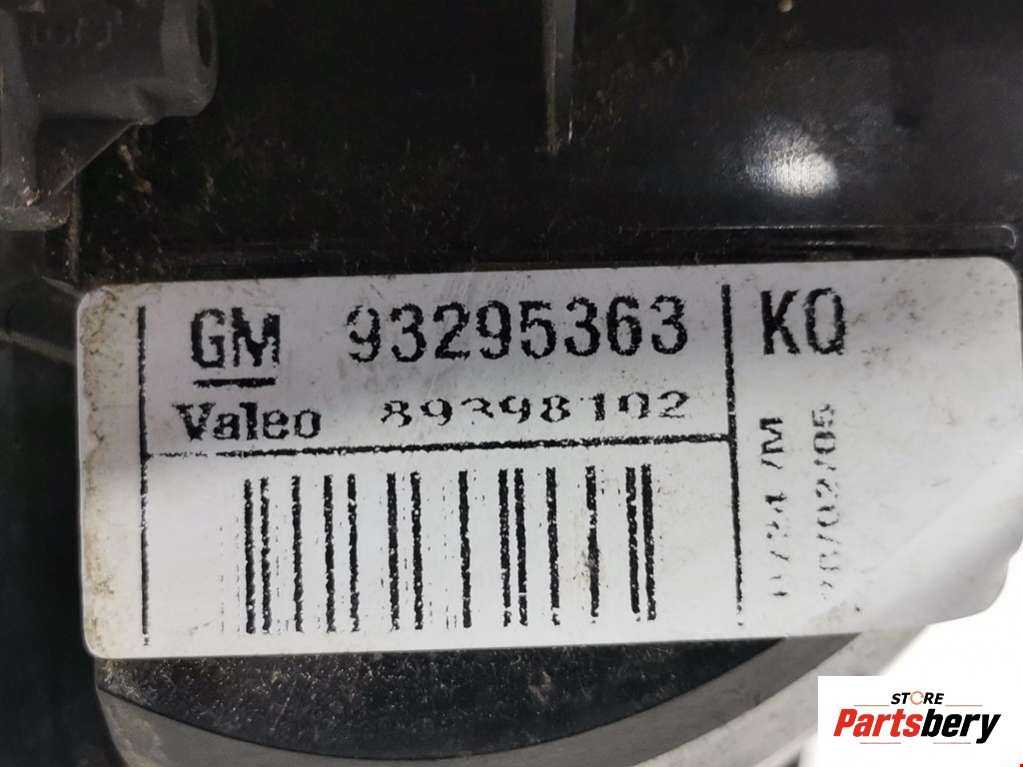 GM 93295363
KQ
Valeo 89398102
STORE
Partsbery